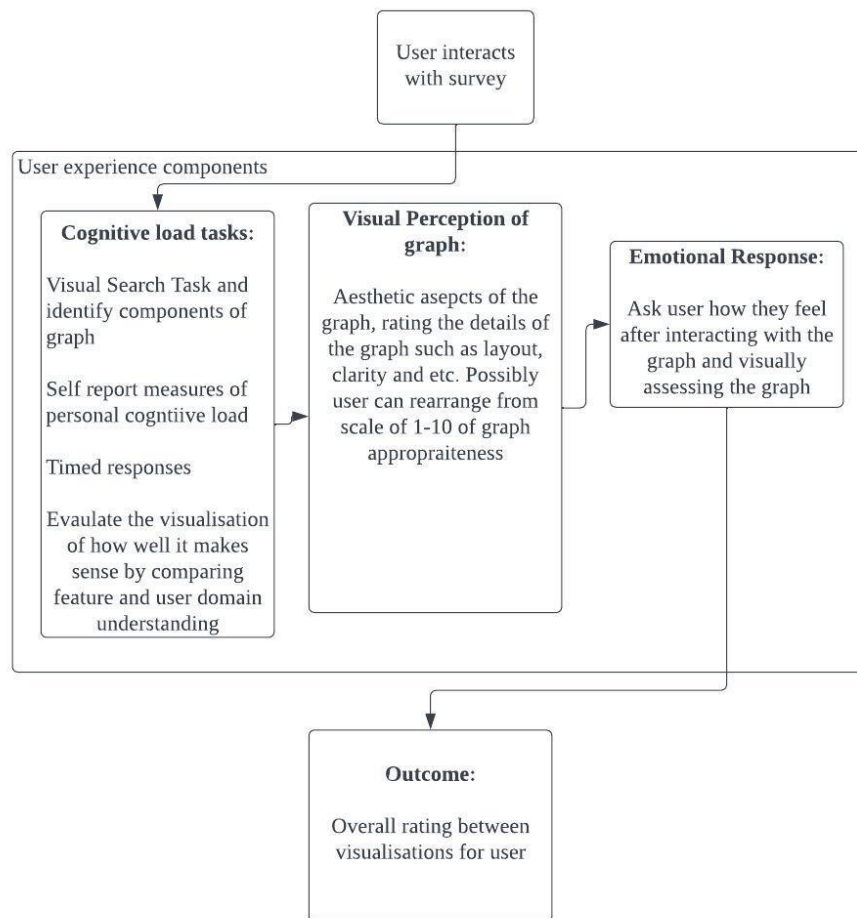 User interacts
with survey
User experience components
Cognitive load tasks:
Visual Search Task and
identify components of
graph
Self report measures of
personal cogntiive load
Timed responses
Evaulate the visualisation
of how well it makes
sense by comparing
feature and user domain
understanding
Visual Perception of
graph:
Aesthetic asepcts of the
graph, rating the details of
the graph such as layout,
clarity and etc. Possibly
user can rearrange from
scale of 1-10 of graph
appropraiteness
Emotional Response:
Ask user how they feel
after interacting with the
graph and visually
assessing the graph
Outcome:
Overall rating between
visualisations for user